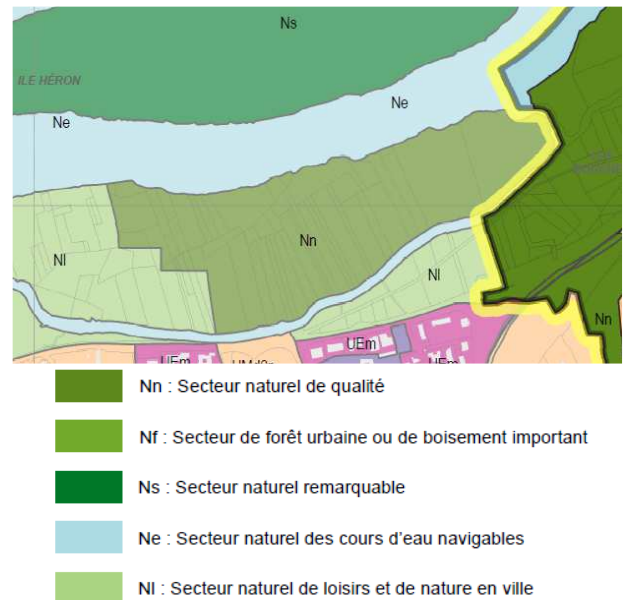 Ns
ILE HÉRON
Ne
Ne
Nn
Nl
Nl
Nn
UEm
UEm
UEm
Nn : Secteur naturel de qualité
Nf : Secteur de forêt urbaine ou de boisement important
Ns : Secteur naturel remarquable
Ne : Secteur naturel des cours d'eau navigables
Nl : Secteur naturel de loisirs et de nature en ville